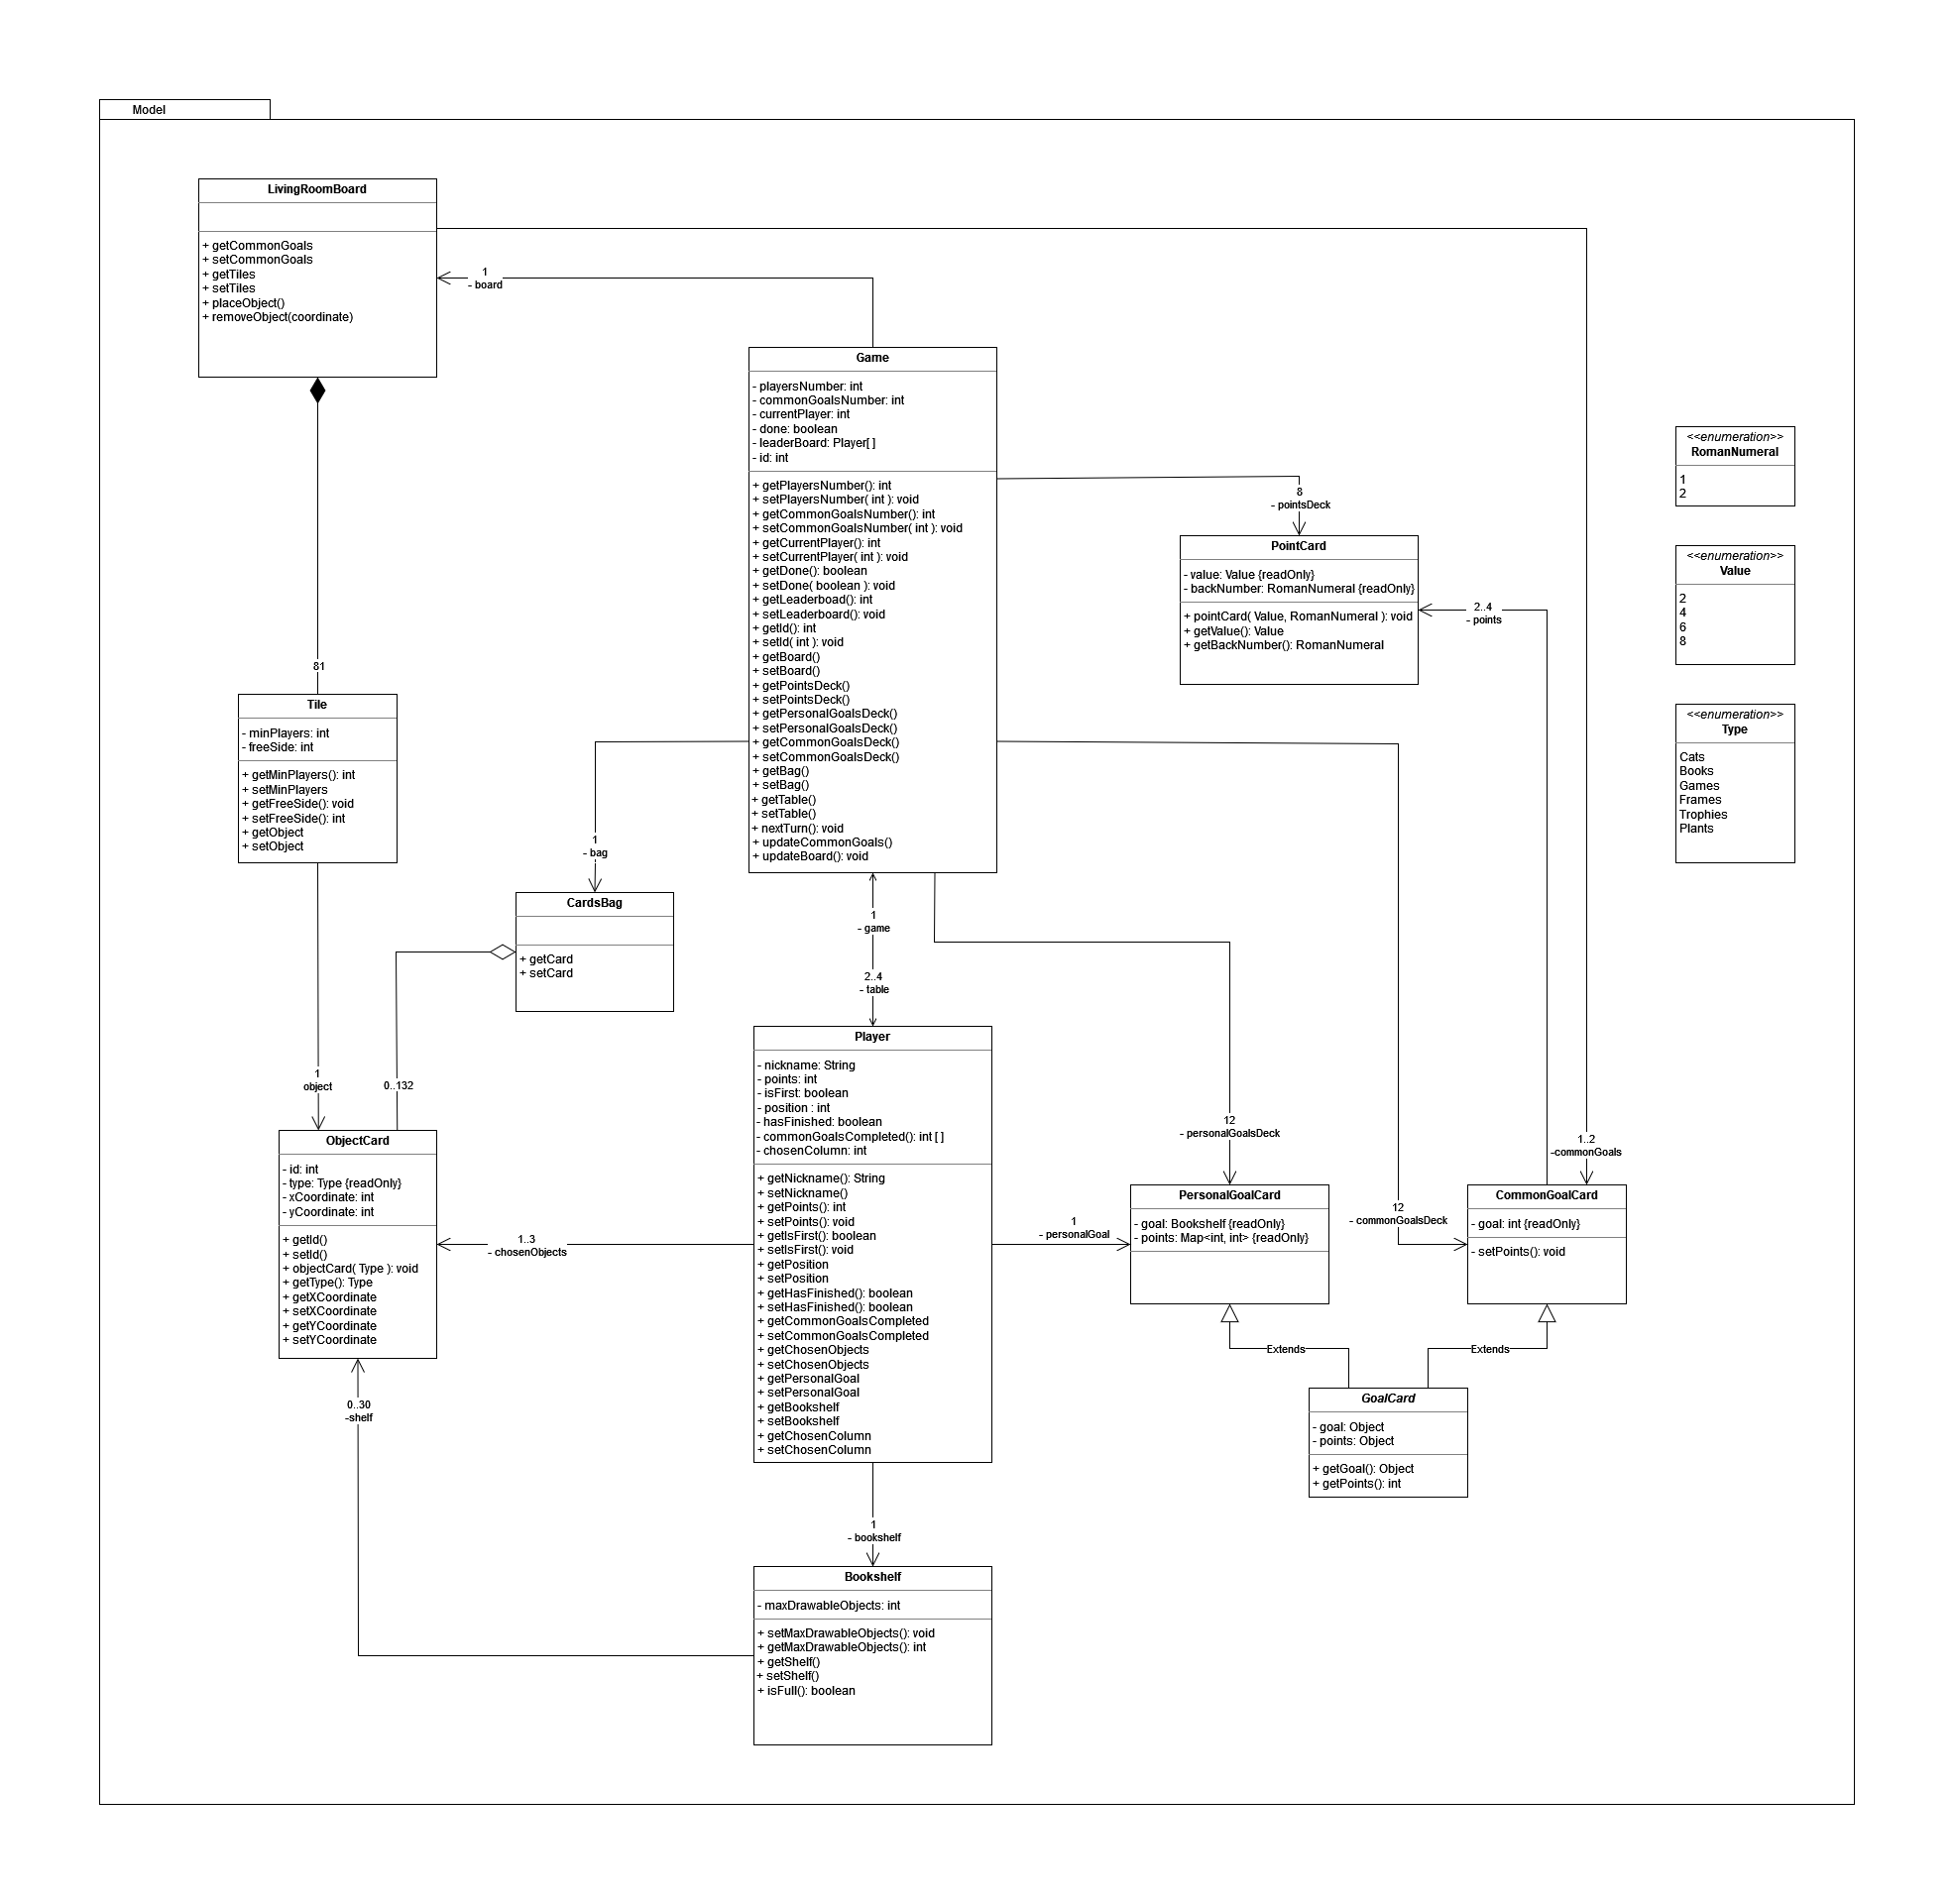 Model
LivingRoomBoard
+ getCommonGoals
+ setCommonGoals
+ getTiles
+ setTiles
+ placeObject()
+ removeObject(coordinate)
1
- board
Game
- playersNumber: int
- commonGoalsNumber: int
- currentPlayer: int
- done: boolean
- leaderBoard: Player[ ]
- id: int
+ getPlayersNumber(): int
+ setPlayersNumber( int ): void
+ getCommonGoalsNumber(): int
+ setCommonGoalsNumber( int ): void
+ getCurrentPlayer(): int
+ setCurrentPlayer( int ): void
+ getDone(): boolean
+ setDone( boolean ): void
+ getLeaderboad(): int
+ setLeaderboard(): void
+ getId(): int
+ setId( int ): void
+ getBoard()
+ setBoard()
+ getPointsDeck()
+ setPointsDeck()
+ getPersonalGoalsDeck()
+ setPersonalGoalsDeck()
+ getCommonGoalsDeck()
+ setCommonGoalsDeck()
+ getBag()
+ setBag()
+ getTable()
+ setTable()
+ nextTurn(): void
+ updateCommonGoals()
+ updateBoard(): void
8
- pointsDeck
PointCard
- value: Value {readOnly}
- backNumber: RomanNumeral {readOnly}
+ pointCard( Value, RomanNumeral ): void
+ getValue(): Value
+ getBackNumber(): RomanNumeral
2..4
- points
<<enumeration>>
RomanNumeral
1
2
<<enumeration>>
Value
2
4
6
8
<<enumeration>>
Type
Cats
Books
Games
Frames
Trophies
Plants
81
Tile
- minPlayers: int
- freeSide: int
+ getMinPlayers(): int
+ setMinPlayers
+ getFreeSide(): void
+ setFreeSide(): int
+ getObject
+ setObject
1
- bag
CardsBag
+ getCard
+ setCard
1
- game
2..4
- table
1
object
0..132
ObjectCard
- id: int
- type: Type {readOnly}
- xCoordinate: int
- yCoordinate: int
+ getId()
+ setId()
+ objectCard( Type ): void
+ getType(): Type
+ getXCoordinate
+ setXCoordinate
+ getYCoordinate
+ setYCoordinate
1..3
- chosenObjects
Player
- nickname: String
- points: int
- isFirst: boolean
- position : int
- hasFinished: boolean
- commonGoalsCompleted(): int [ ]
- chosenColumn: int
+ getNickname(): String
+ setNickname()
+ getPoints(): int
+ setPoints(): void
+ getIsFirst(): boolean
+ setIsFirst(): void
+ getPosition
+ setPosition
+ getHasFinished(): boolean
+ setHasFinished(): boolean
+ getCommonGoalsCompleted
+ setCommonGoalsCompleted
+ getChosenObjects
+ setChosenObjects
+ getPersonalGoal
+ setPersonalGoal
+ getBookshelf
+ setBookshelf
+ getChosenColumn
+ setChosenColumn
1
- personalGoal
12
- personalGoalsDeck
PersonalGoalCard
- goal: Bookshelf {readOnly}
- points: Map<int, int> {readOnly}
12
- commonGoalsDeck
1..2
-commonGoals
CommonGoalCard
- goal: int {readOnly}
- setPoints(): void
Extends
Extends
GoalCard
- goal: Object
- points: Object
+ getGoal(): Object
+ getPoints(): int
0..30
-shelf
1
- bookshelf
Bookshelf
- maxDrawableObjects: int
+ setMaxDrawableObjects(): void
+ getMaxDrawableObjects(): int
+ getShelf()
+ setShelf()
+ isFull(): boolean